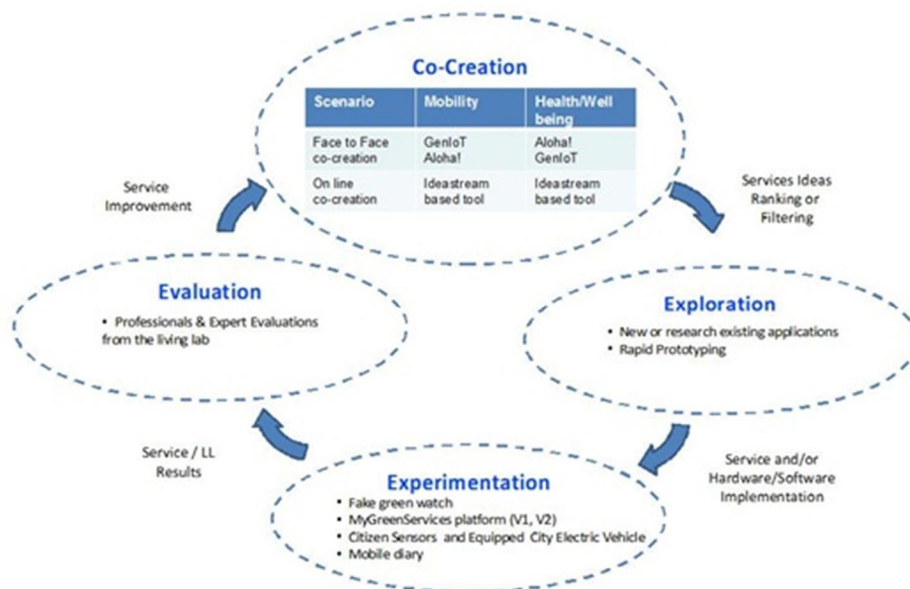 Co-Creation
Scenario Mobility Health/Well
being
Face to Face GenIoT Aloha!
co-creation Aloha! GenIoT
On line Ideastream Ideastream
co-creation based tool based tool
Service
Improvement
Services Ideas
Ranking or
Filtering
Evaluation
• Professionals & Expert Evaluations
from the living lab
Exploration
• New or research existing applications
• Rapid Prototyping
Service / LL
Results
Service and/or
Hardware/Software
Implementation
Experimentation
• Fake green watch
• MyGreenServices platform (V1, V2)
• Citizen Sensors and Equipped City Electric Vehicle
• Mobile diary